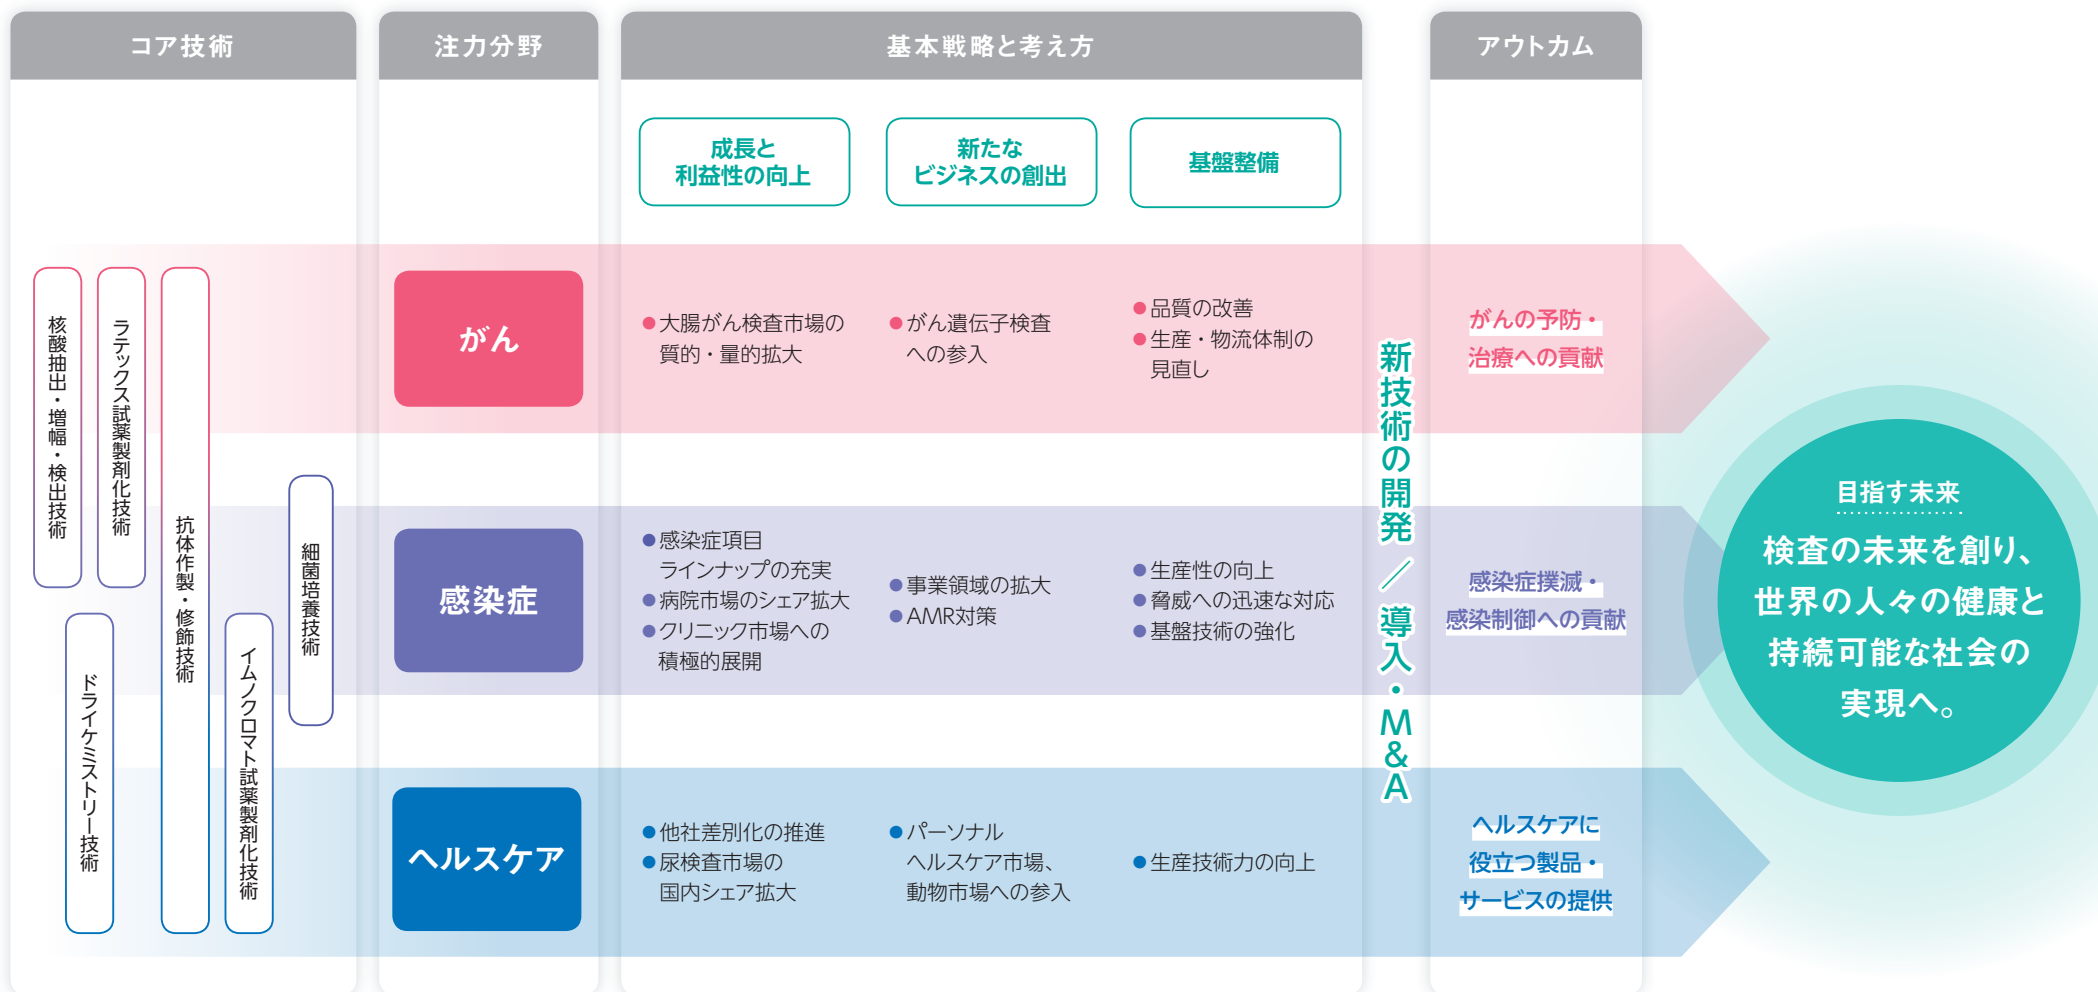 コア技術
注力分野
基本戦略と考え方
アウトカム
成長と
利益性の向上
新たな
ビジネスの創出
基盤整備
核酸抽出・増幅・検出技術
ラテックス試薬製剤化技術
抗体作製・修飾技術
細菌培養技術
ドライケミストリー技術
イムノクロマト試薬製剤化技術
がん
●大腸がん検査市場の
質的・量的拡大
●がん遺伝子検査
への参入
●品質の改善
●生産・物流体制の
見直し
がんの予防・
治療への貢献
感染症
●感染症項目
ラインナップの充実
●病院市場のシェア拡大
●クリニック市場への
積極的展開
●事業領域の拡大
●AMR対策
●生産性の向上
●脅威への迅速な対応
●基盤技術の強化
感染症撲滅・
感染制御への貢献
ヘルスケア
●他社差別化の推進
●尿検査市場の
国内シェア拡大
●パーソナル
ヘルスケア市場、
動物市場への参入
●生産技術力の向上
ヘルスケアに
役立つ製品・
サービスの提供
新技術の開発／導入・M&A
目指す未来
検査の未来を創り、
世界の人々の健康と
持続可能な社会の
実現へ。